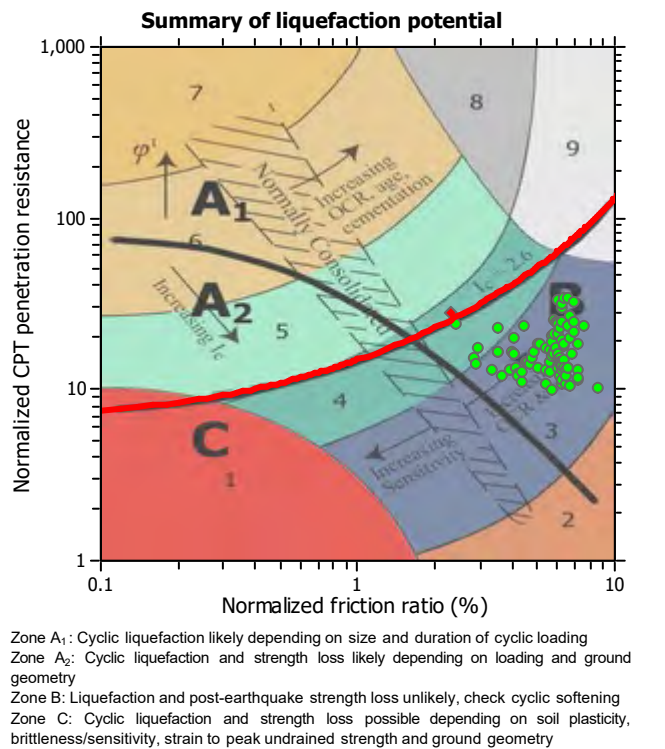 Summary of liquefaction potential
1,000
100
10
1
Normalized CPT penetration resistance
7
8
9
φ'
A1
Increasing
OCR, age,
cementation
Normally Consolidated
6
A2
Increasing Ic
5
Ic = 2.6
B
4
C
1
Increasing
Sensitivity
OCR &
3
2
0.1
1
10
Normalized friction ratio (%)
Zone A1: Cyclic liquefaction likely depending on size and duration of cyclic loading
Zone A2: Cyclic liquefaction and strength loss likely depending on loading and ground
geometry
Zone B: Liquefaction and post-earthquake strength loss unlikely, check cyclic softening
Zone C: Cyclic liquefaction and strength loss possible depending on soil plasticity,
brittleness/sensitivity, strain to peak undrained strength and ground geometry